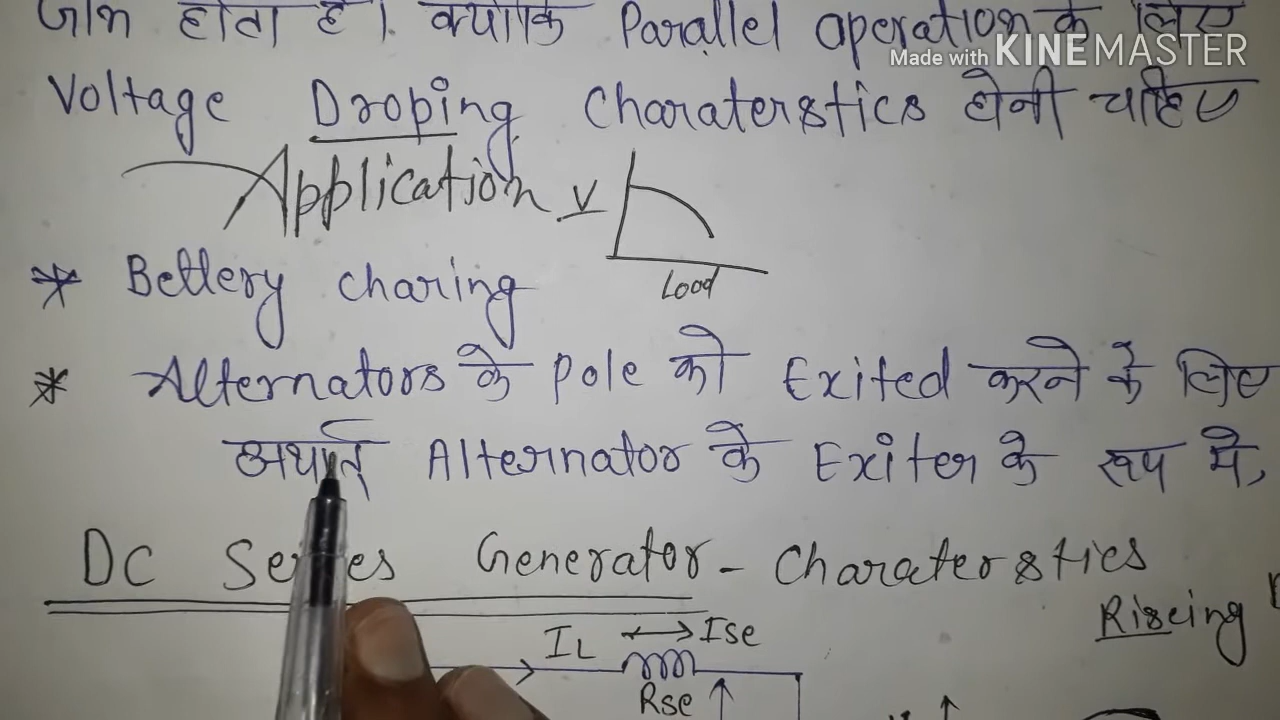 होता है। क्योंकि Parallel operation के लिए
Made with KINEMASTER
Voltage Droping Charaterstics होनी चाहिए
Application
V
Load
* Bettery charing
* Alternators के Pole को Exited करने के लिए
अर्थात् Alternator के Exiter के रूप मे,
DC Series Generator - Charaterstics
Riseing
IL ISe
Rse